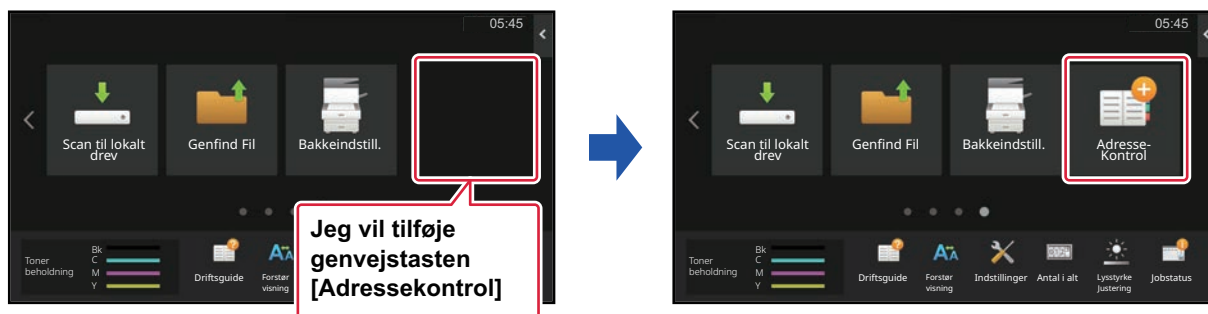 05:45
Scan til lokalt
drev
Genfind Fil
Bakkeindstill.
Toner
beholdning
Bk
C
M
Y
Driftsguide
Forstør
visning
Jeg vil tilføje
genvejstasten
[Adressekontrol]
05:45
Scan til lokalt
drev
Genfind Fil
Bakkeindstill.
Adresse-
Kontrol
Toner
beholdning
Bk
C
M
Y
Driftsguide
Forstør
visning
Indstillinger
Antal i alt
Lysstyrke
Justering
Jobstatus